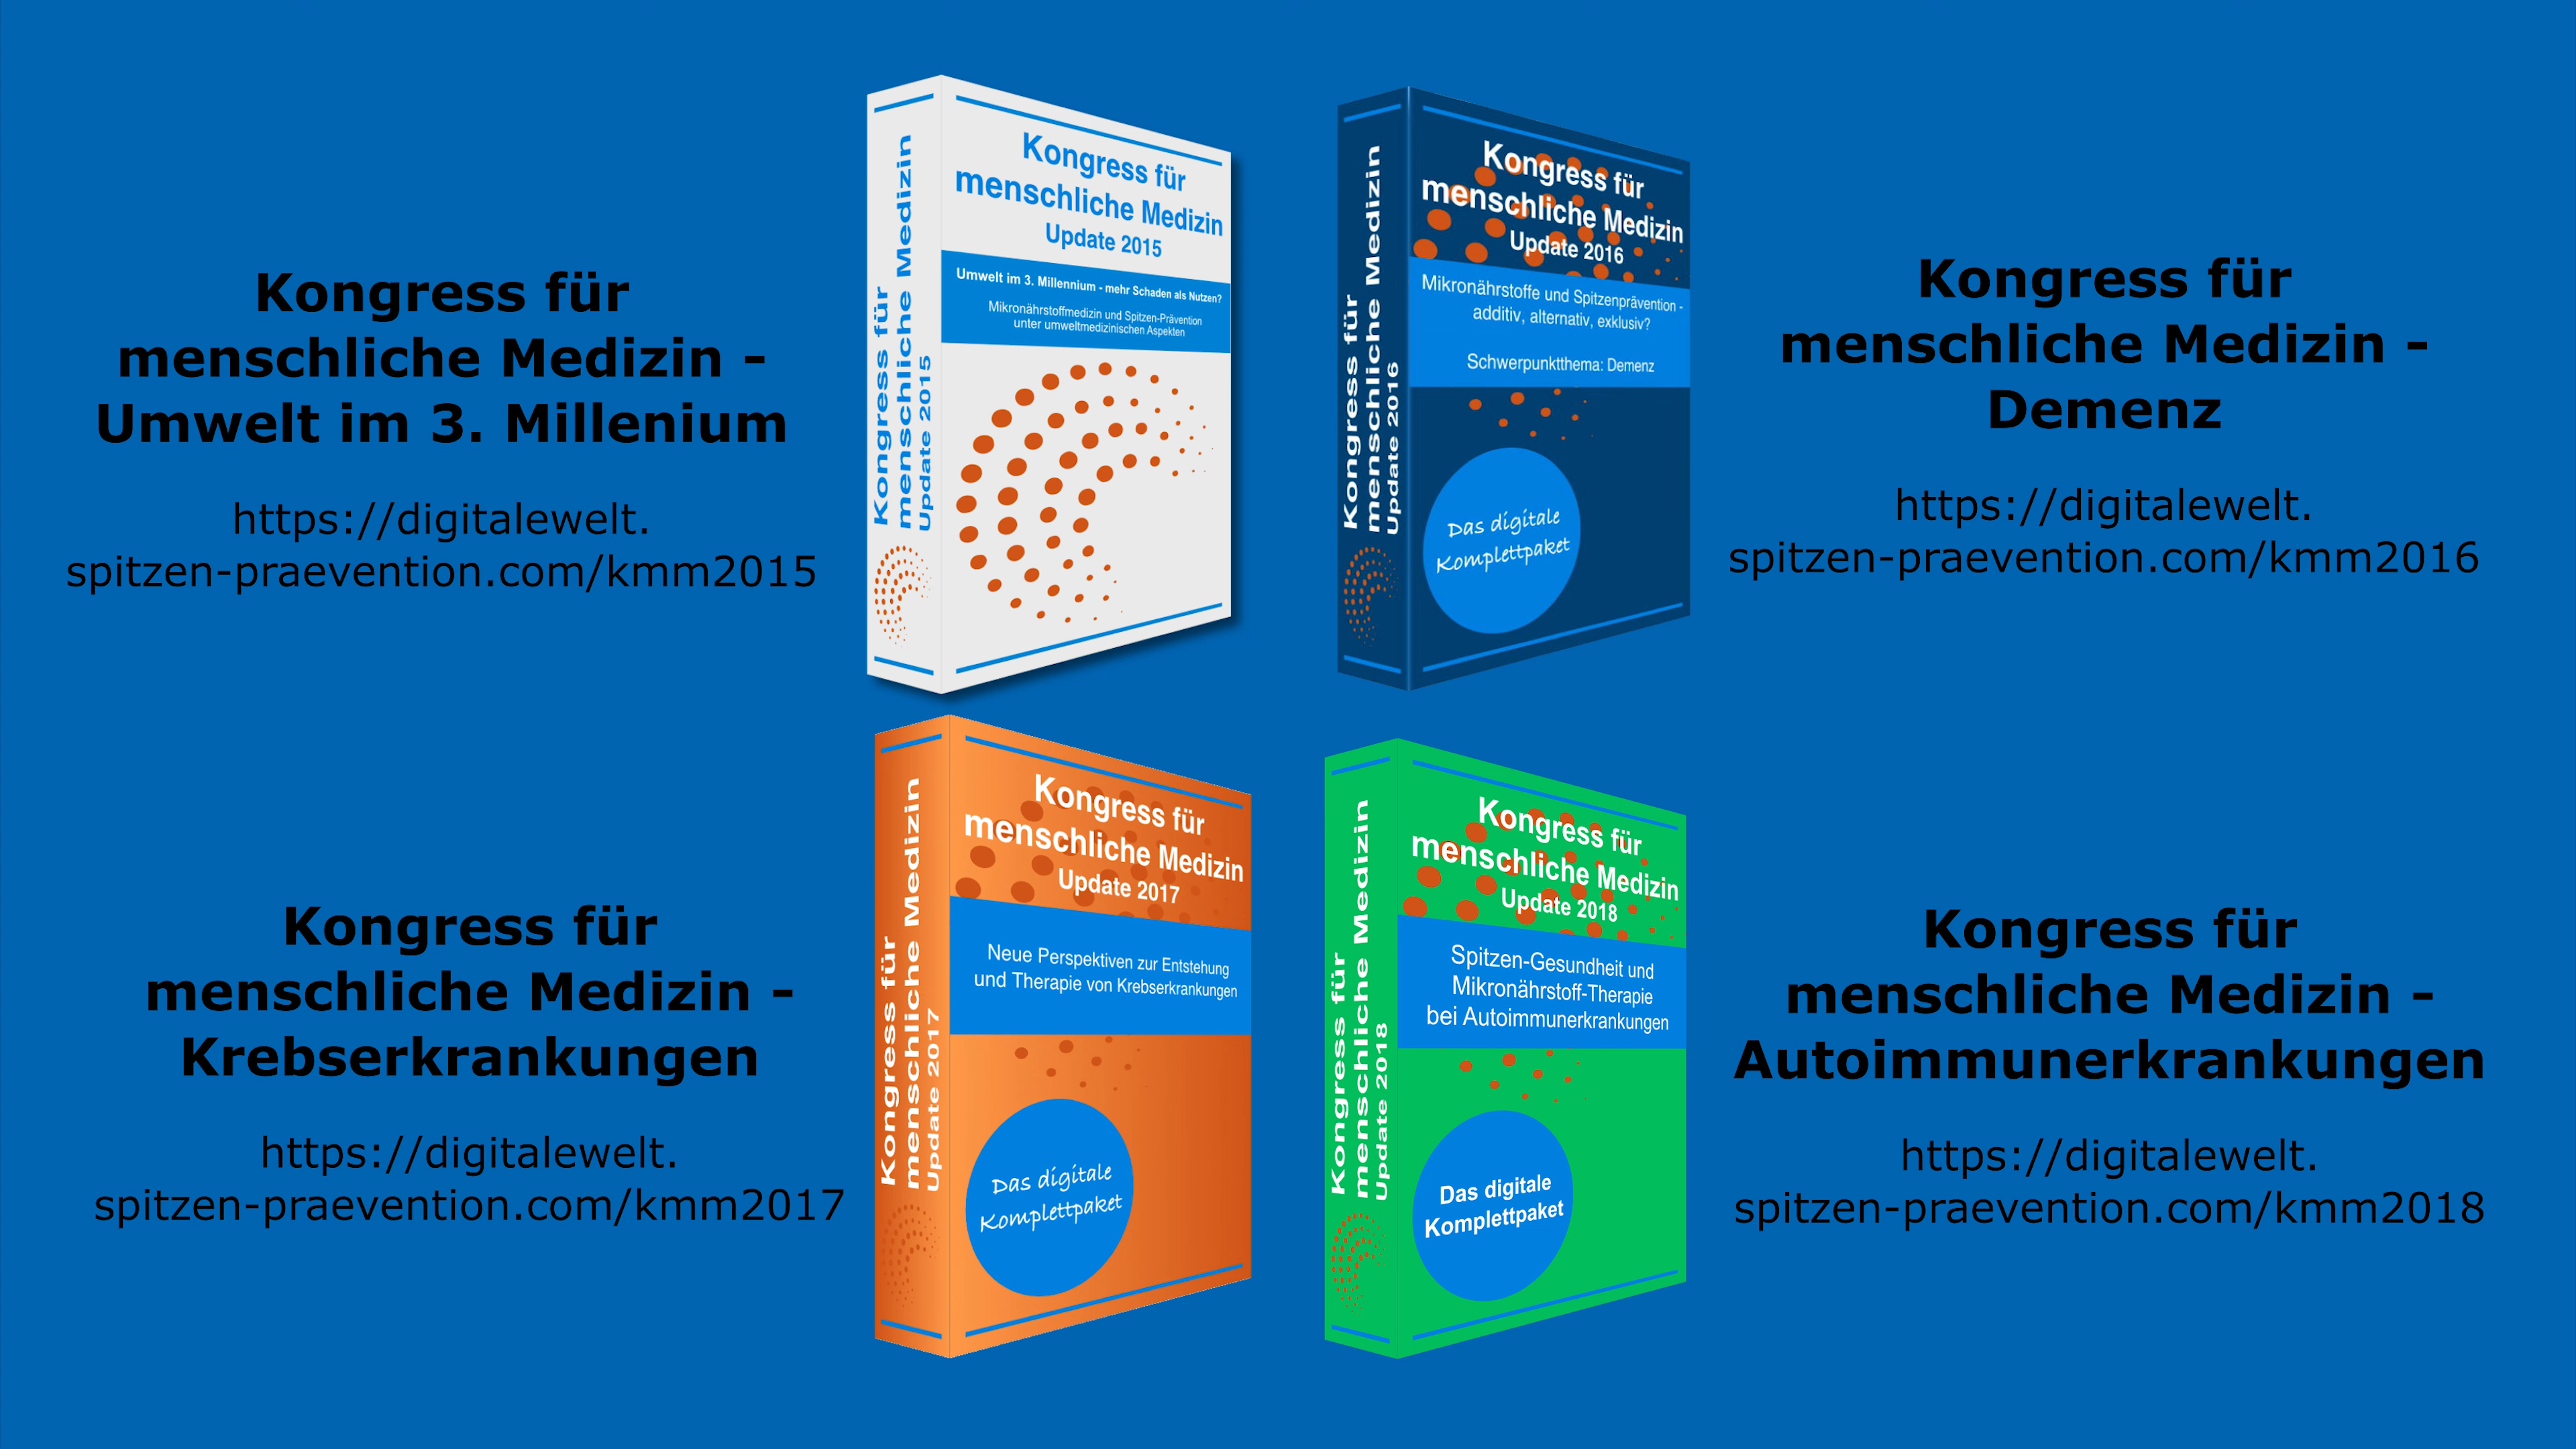 Kongress für
menschliche Medizin -
Umwelt im 3. Millenium
https://digitalewelt.
spitzen-praevention.com/kmm2015
Kongress für
menschliche Medizin
Update 2015
Kongress für
menschliche Medizin
Update 2015
Umwelt im 3. Millennium - mehr Schaden als Nutzen?
Mikronährstoffmedizin und Spitzen-Prävention
unter umweltmedizinischen Aspekten
Kongress für
menschliche Medizin
Update 2016
Kongress für
menschliche Medizin
Update 2016
Mikronährstoffe und Spitzenprävention -
additiv, alternativ, exklusiv?
Schwerpunktthema: Demenz
Das digitale
Komplettpaket
Kongress für
menschliche Medizin -
Demenz
https://digitalewelt.
spitzen-praevention.com/kmm2016
Kongress für
menschliche Medizin -
Krebserkrankungen
https://digitalewelt.
spitzen-praevention.com/kmm2017
Kongress für
menschliche Medizin
Update 2017
Kongress für
menschliche Medizin
Update 2017
Neue Perspektiven zur Entstehung
und Therapie von Krebserkrankungen
Das digitale
Komplettpaket
Kongress für
menschliche Medizin
Update 2018
Kongress für
menschliche Medizin
Update 2018
Spitzen-Gesundheit und
Mikronährstoff-Therapie
bei Autoimmunerkrankungen
Das digitale
Komplettpaket
Kongress für
menschliche Medizin -
Autoimmunerkrankungen
https://digitalewelt.
spitzen-praevention.com/kmm2018